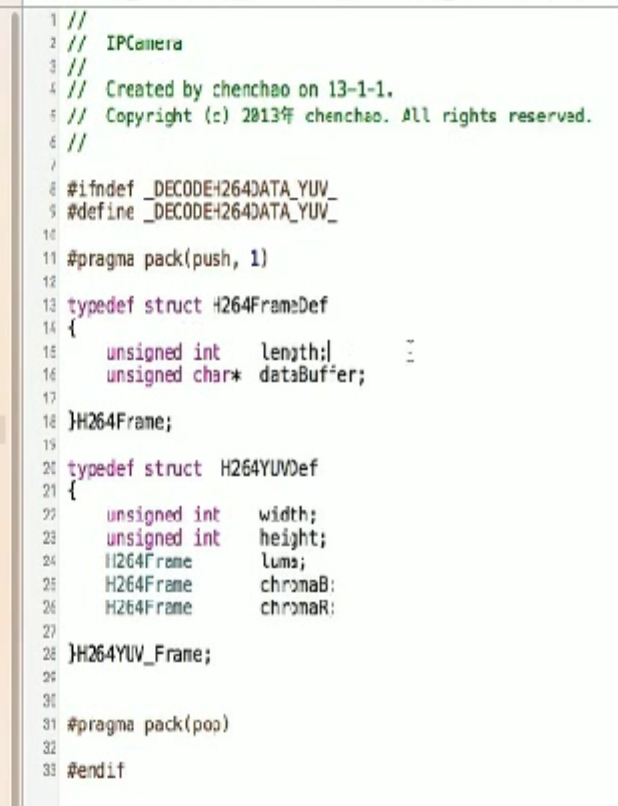 1 //
2 //  IPCamera
3 //
4 //  Created by chenchao on 13-1-1.
5 //  Copyright (c) 2013年 chenchao. All rights reserved.
6 //
7
8 #ifndef _DECODEH264DATA_YUV_
9 #define _DECODEH264DATA_YUV_
10
11 #pragma pack(push, 1)
12
13 typedef struct H264FrameDef
14 {
15     unsigned int    length;
16     unsigned char*  dataBuffer;
17
18 }H264Frame;
19
20 typedef struct  H264YUVDef
21 {
22     unsigned int    width;
23     unsigned int    height;
24     H264Frame       luma;
25     H264Frame       chromaB;
26     H264Frame       chromaR;
27
28 }H264YUV_Frame;
29
30
31 #pragma pack(pop)
32
33 #endif